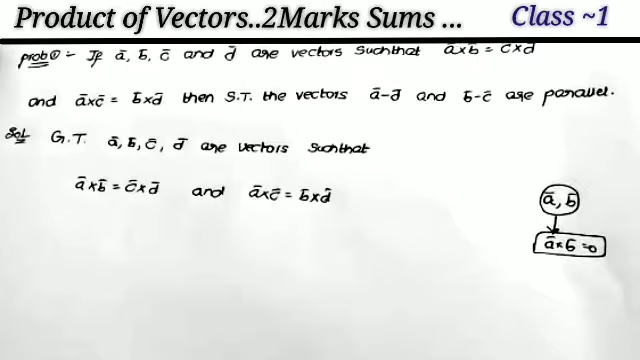 Product of Vectors..2Marks Sums ... Class ~1
prob① :- If a̅, b̅, c̅ and d̅ are vectors such that a̅×b̅ = c̅×d̅
and a̅×c̅ = b̅×d̅ then S.T. the vectors a̅-d̅ and b̅-c̅ are parallel.
Sol G.T. a̅, b̅, c̅, d̅ are vectors such that
a̅×b̅ = c̅×d̅ and a̅×c̅ = b̅×d̅
a̅, b̅
a̅×b̅ = 0